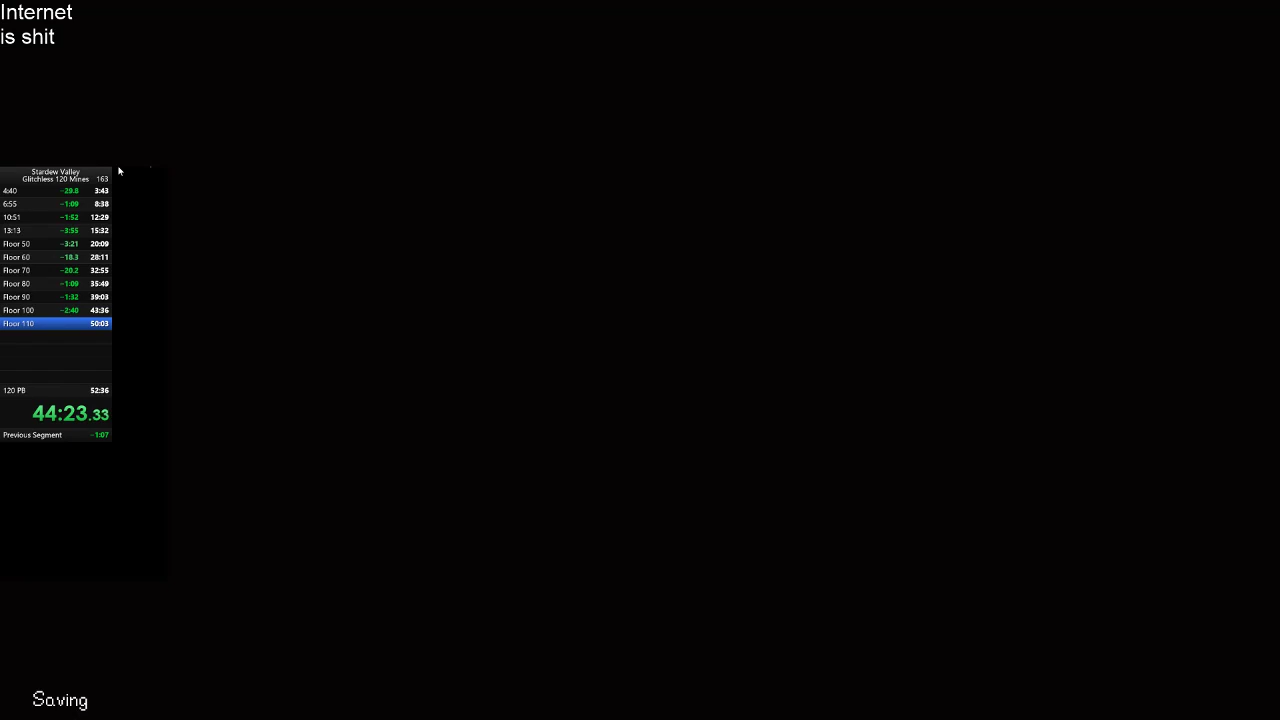 Internet
is shit
Stardew Valley
Glitchless 120 Mines 163
4:40 -29.8 3:43
6:55 -1:09 8:38
10:51 -1:52 12:29
13:13 -3:55 15:32
Floor 50 -3:21 20:09
Floor 60 -18.3 28:11
Floor 70 -20.2 32:55
Floor 80 -1:09 35:49
Floor 90 -1:32 39:03
Floor 100 -2:40 43:36
Floor 110 50:03
120 PB 52:36
44:23.33
Previous Segment -1:07
Saving